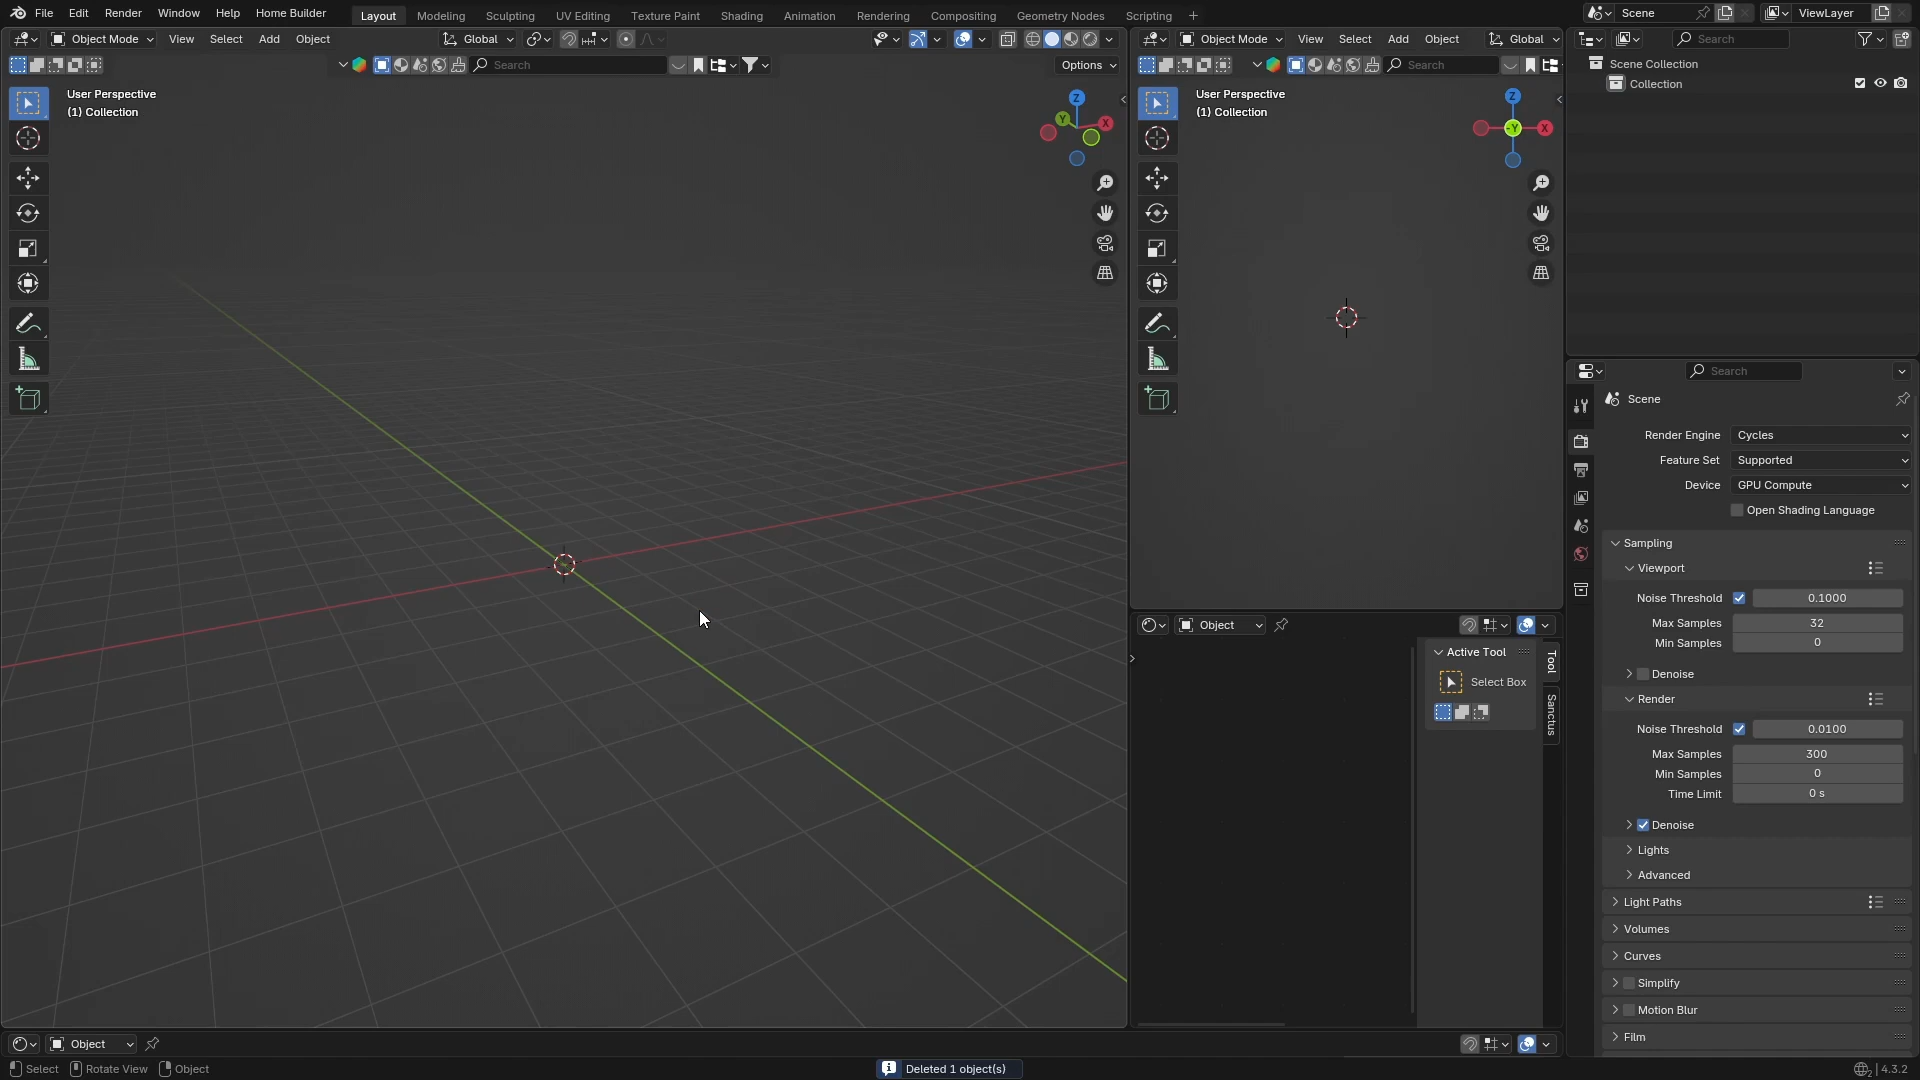 File Edit Render Window Help Home Builder Layout Modeling Sculpting UV Editing Texture Paint Shading Animation Rendering Compositing Geometry Nodes Scripting + Scene ViewLayer
Object Mode View Select Add Object Global
Search Options
User Perspective
(1) Collection
Z
Y
X
Object Mode View Select Add Object Global
Search
User Perspective
(1) Collection
Z
-Y X
Object
Active Tool
Select Box
Tool
Sanctus
Search
Scene Collection
Collection
Search
Scene
Render Engine Cycles
Feature Set Supported
Device GPU Compute
Open Shading Language
Sampling
Viewport
Noise Threshold 0.1000
Max Samples 32
Min Samples 0
Denoise
Render
Noise Threshold 0.0100
Max Samples 300
Min Samples 0
Time Limit 0 s
Denoise
Lights
Advanced
Light Paths
Volumes
Curves
Simplify
Motion Blur
Film
Object
Select Rotate View Object Deleted 1 object(s) 4.3.2